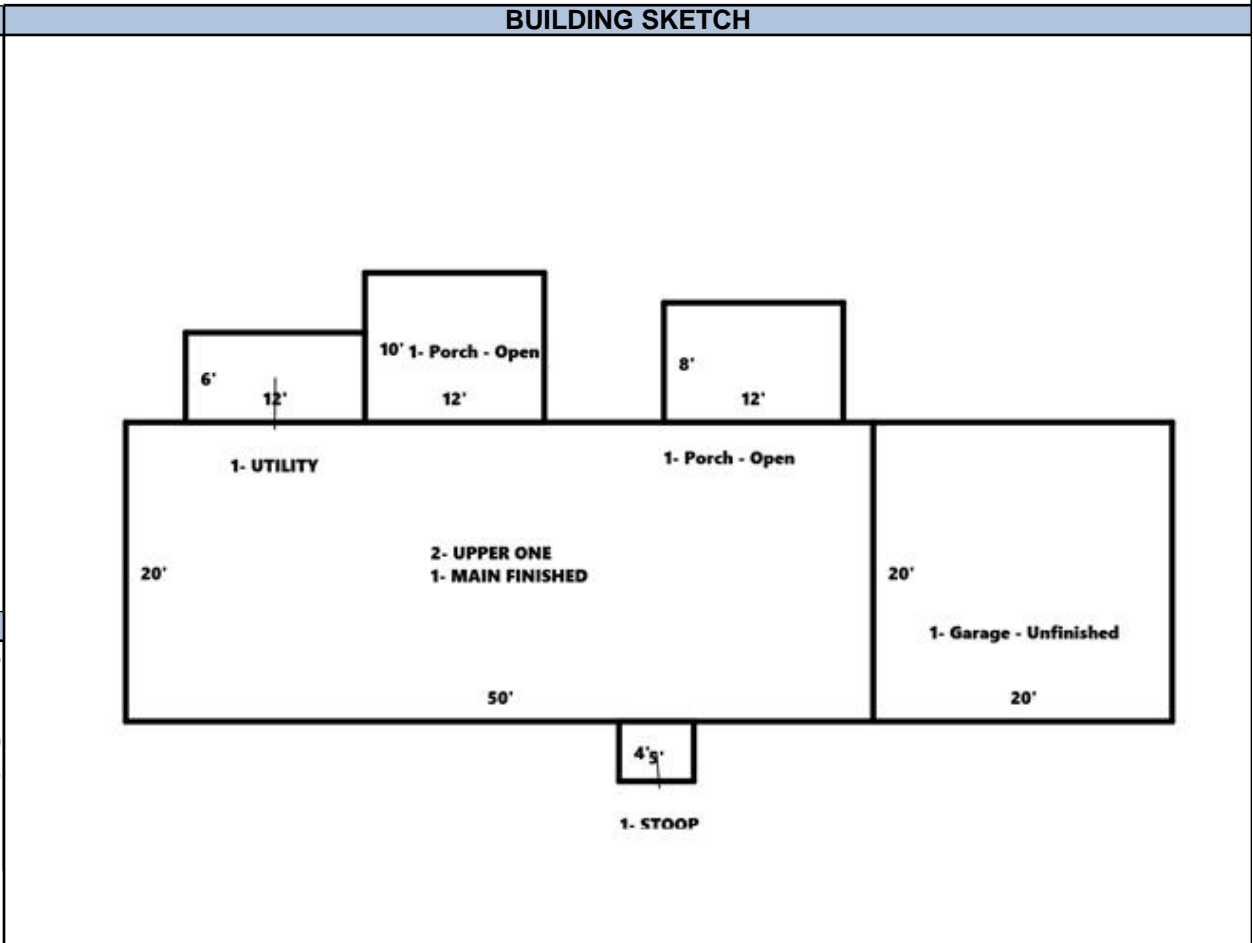 BUILDING SKETCH
10' 1- Porch - Open
8'
6'
12'
12'
12'
1- UTILITY
1- Porch - Open
2- UPPER ONE
1- MAIN FINISHED
20'
20'
1- Garage - Unfinished
50'
20'
4'
5'
1- STOOP